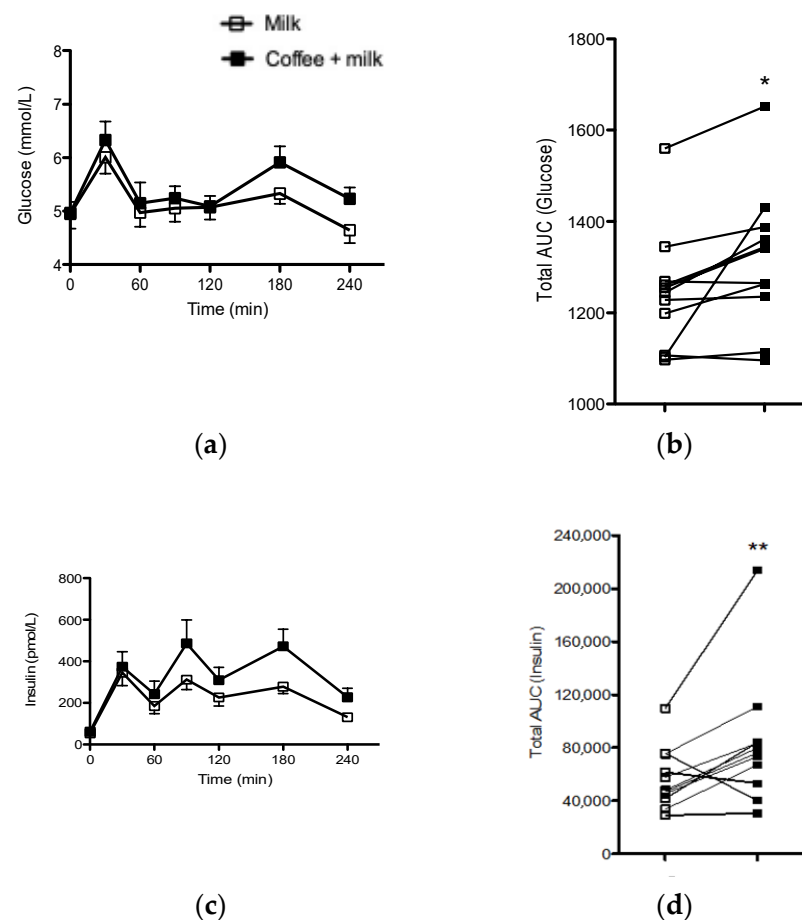 Milk
Coffee + milk
Glucose (mmol/L)
8
7
6
5
4
0
60
120
180
240
Time (min)
(a)
Total AUC (Glucose)
1800
1600
1400
1200
1000
*
(b)
Insulin (pmol/L)
800
600
400
200
0
0
60
120
180
240
Time (min)
(c)
Total AUC (Insulin)
240,000
200,000
160,000
120,000
80,000
40,000
0
**
(d)